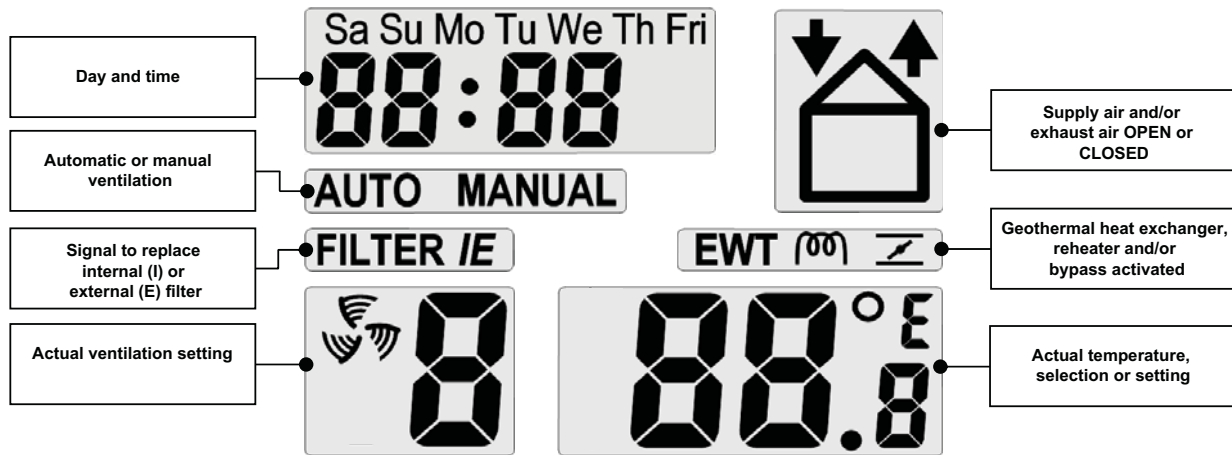 Sa Su Mo Tu We Th Fri
88:88
Day and time
Automatic or manual
ventilation
AUTO MANUAL
Signal to replace
internal (I) or
external (E) filter
FILTER IE
Actual ventilation setting
8
Supply air and/or
exhaust air OPEN or
CLOSED
EWT
Geothermal heat exchanger,
reheater and/or
bypass activated
88.8°E
Actual temperature,
selection or setting